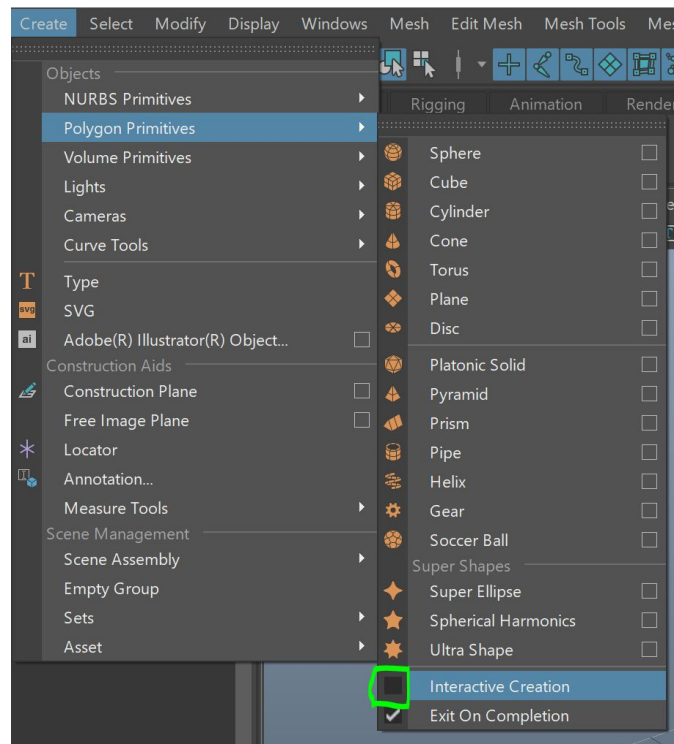 Create Select Modify Display Windows Mesh Edit Mesh Mesh Tools Mes
Objects
NURBS Primitives
Polygon Primitives
Volume Primitives
Lights
Cameras
Curve Tools
T Type
svg SVG
ai Adobe(R) Illustrator(R) Object...
Construction Aids
Construction Plane
Free Image Plane
Locator
Annotation...
Measure Tools
Scene Management
Scene Assembly
Empty Group
Sets
Asset
Rigging Animation Render
Sphere
Cube
Cylinder
Cone
Torus
Plane
Disc
Platonic Solid
Pyramid
Prism
Pipe
Helix
Gear
Soccer Ball
Super Shapes
Super Ellipse
Spherical Harmonics
Ultra Shape
Interactive Creation
Exit On Completion